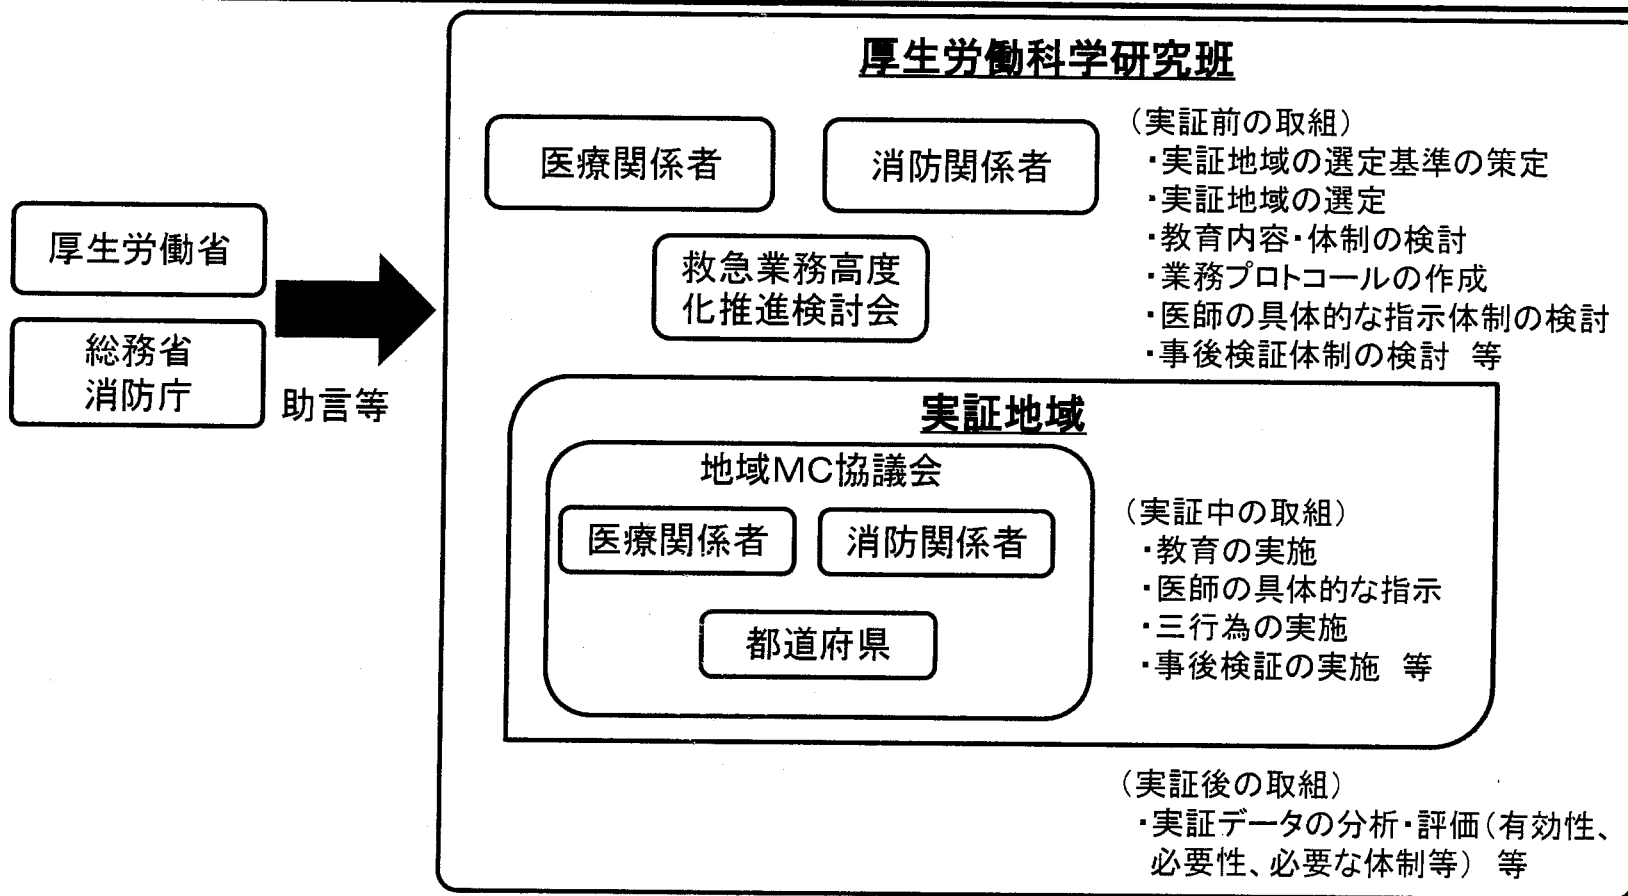 厚生労働科学研究班
医療関係者
消防関係者
救急業務高度
化推進検討会
(実証前の取組)
・実証地域の選定基準の策定
・実証地域の選定
・教育内容・体制の検討
・業務プロトコールの作成
・医師の具体的な指示体制の検討
・事後検証体制の検討 等
厚生労働省
総務省
消防庁
助言等
実証地域
地域MC協議会
医療関係者
消防関係者
都道府県
(実証中の取組)
・教育の実施
・医師の具体的な指示
・三行為の実施
・事後検証の実施 等
(実証後の取組)
・実証データの分析・評価(有効性、
必要性、必要な体制等) 等